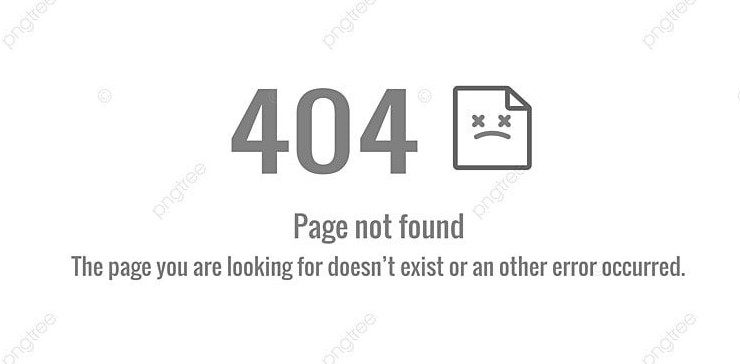 pngtree
pngtree
pngtree
404
© ©
pngtree
pngtree
Page not found
The page you are looking for doesn't exist or an other error occurred.
pngtree
pngtree
pngtree